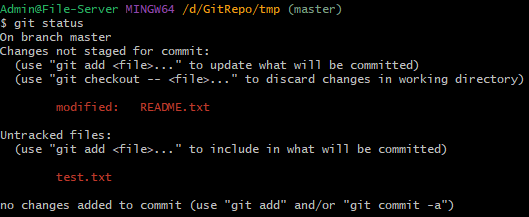 Admin@File-Server MINGW64 /d/GitRepo/tmp (master)
$ git status
On branch master
Changes not staged for commit:
  (use "git add <file>..." to update what will be committed)
  (use "git checkout -- <file>..." to discard changes in working directory)

        modified:   README.txt

Untracked files:
  (use "git add <file>..." to include in what will be committed)

        test.txt

no changes added to commit (use "git add" and/or "git commit -a")